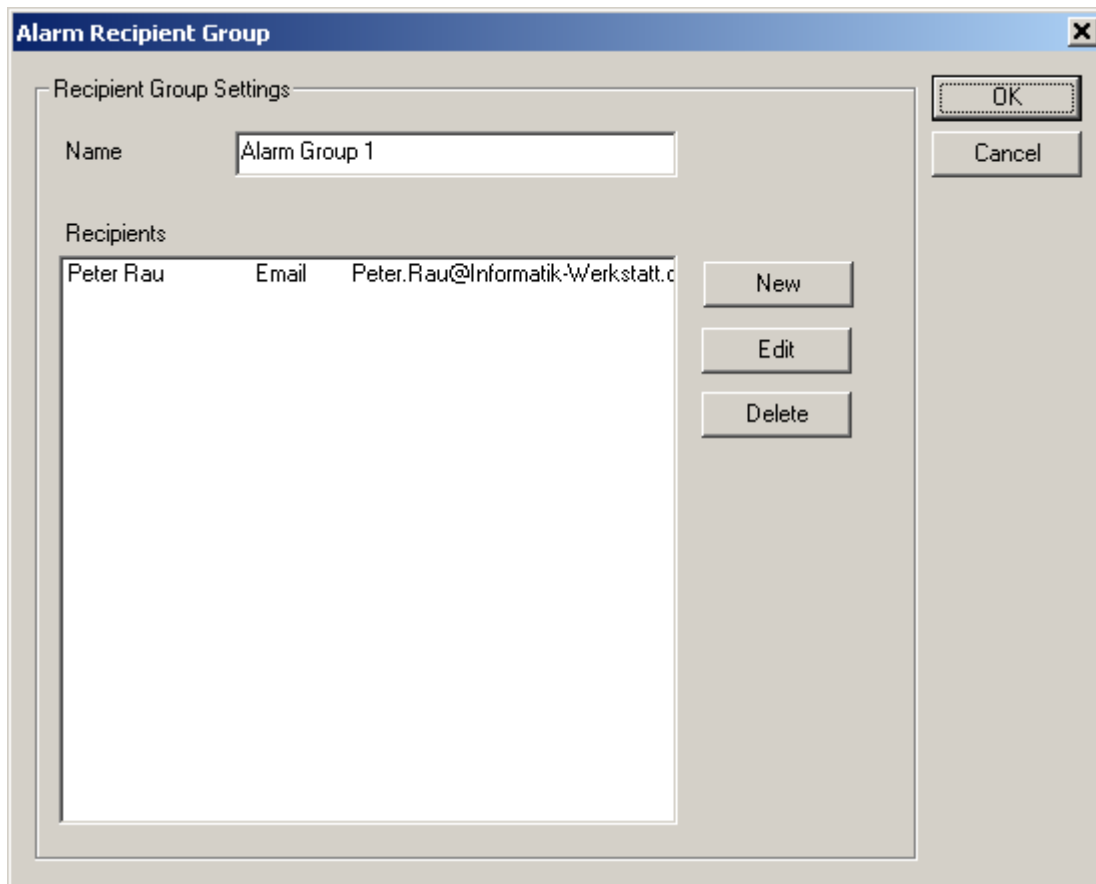 Alarm Recipient Group
Recipient Group Settings
OK
Name
Alarm Group 1
Cancel
Recipients
Peter Rau Email Peter.Rau@Informatik-Werkstatt.c
New
Edit
Delete